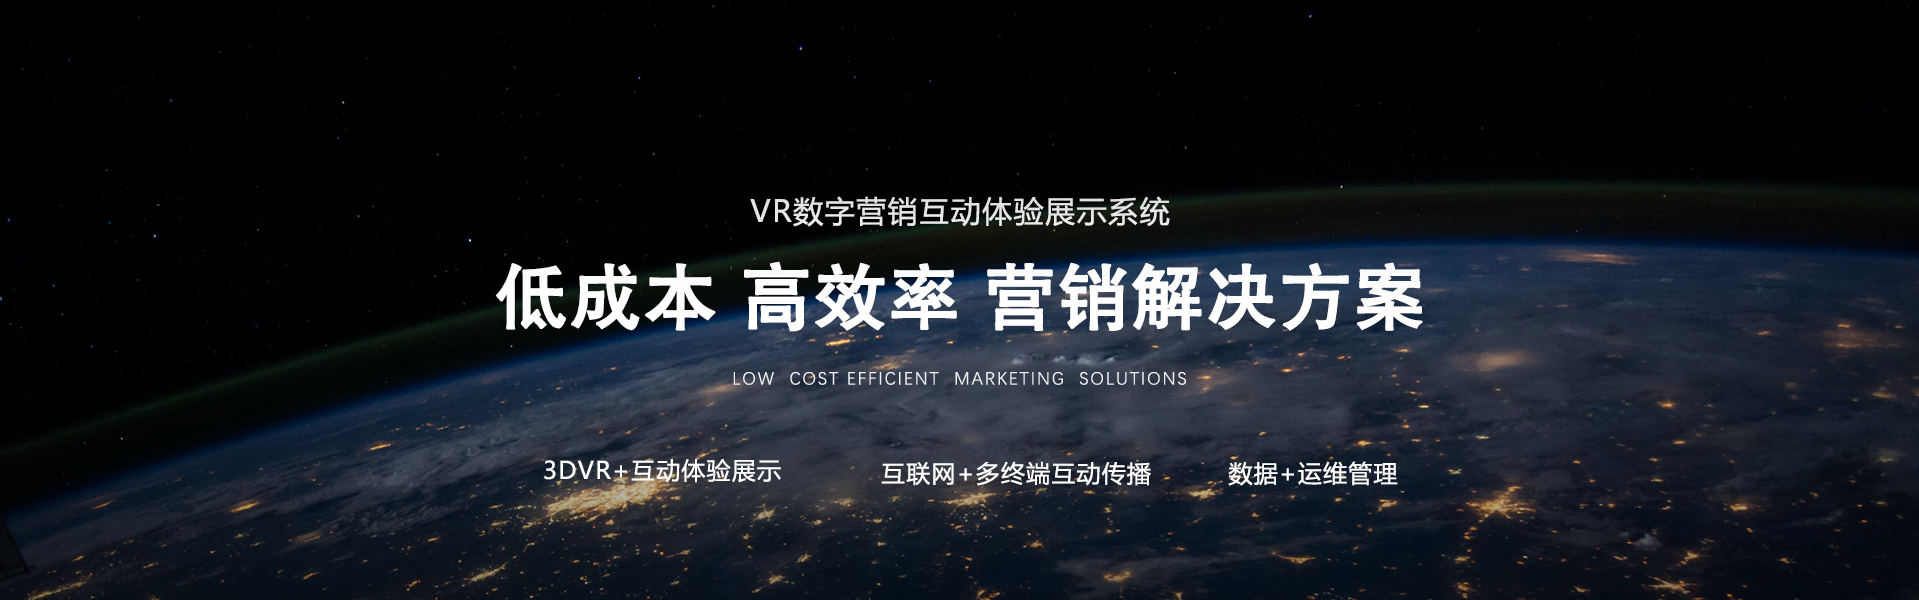 VR数字营销互动体验展示系统
低成本 高效率 营销解决方案
LOW COST EFFICIENT MARKETING SOLUTIONS
3DVR+互动体验展示 互联网+多终端互动传播 数据+运维管理